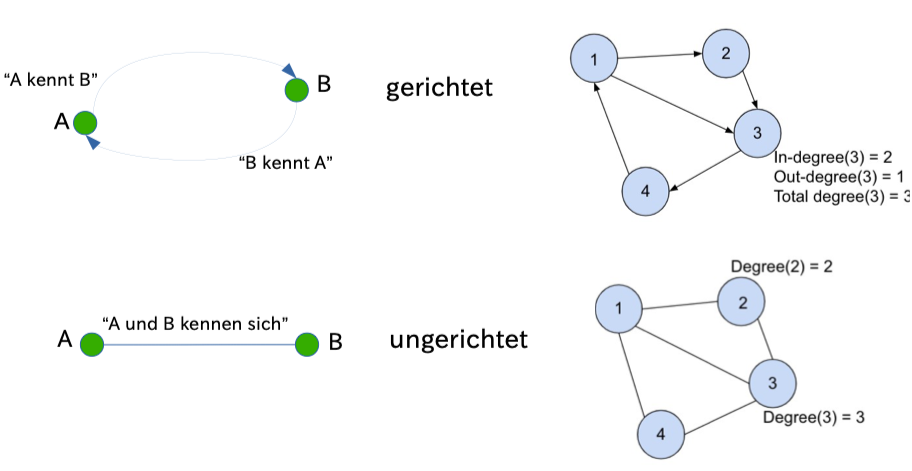 “A kennt B”
A
B
“B kennt A”
gerichtet
1
2
3
4
In-degree(3) = 2
Out-degree(3) = 1
Total degree(3) = 3
A
“A und B kennen sich”
B
ungerichtet
Degree(2) = 2
1
2
3
Degree(3) = 3
4